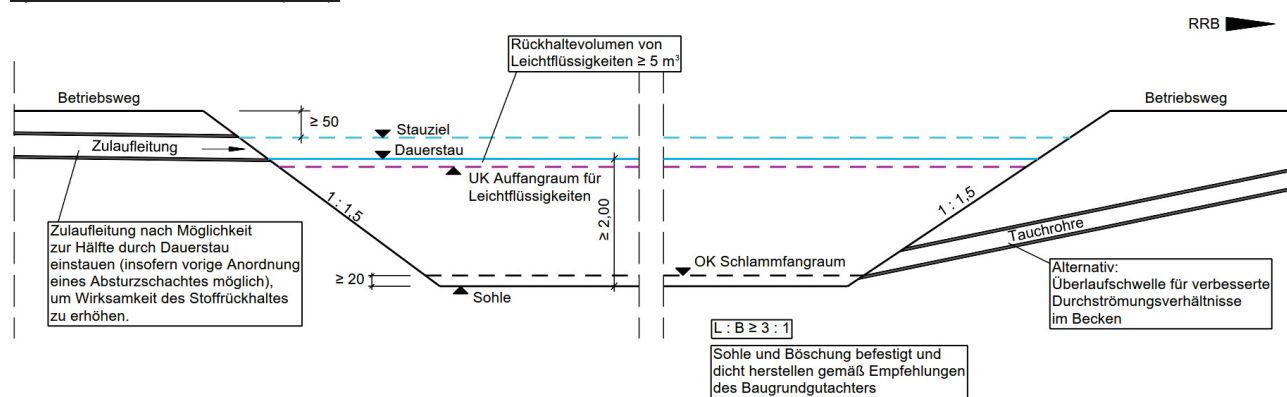 RRB
Rückhaltevolumen von
Leichtflüssigkeiten ≥ 5 m³
Betriebsweg
Betriebsweg
≥ 50
Stauziel
Zulaufleitung
Dauerstau
UK Auffangraum für
Leichtflüssigkeiten
1 : 1,5
1 : 1,5
≥ 2,00
Zulaufleitung nach Möglichkeit
zur Hälfte durch Dauerstau
einstauen (insofern vorige Anordnung
eines Absturzschachtes möglich),
um Wirksamkeit des Stoffrückhaltes
zu erhöhen.
Tauchrohre
OK Schlammfangraum
≥ 20
Sohle
Alternativ:
Überlaufschwelle für verbesserte
Durchströmungsverhältnisse
im Becken
L : B ≥ 3 : 1
Sohle und Böschung befestigt und
dicht herstellen gemäß Empfehlungen
des Baugrundgutachters